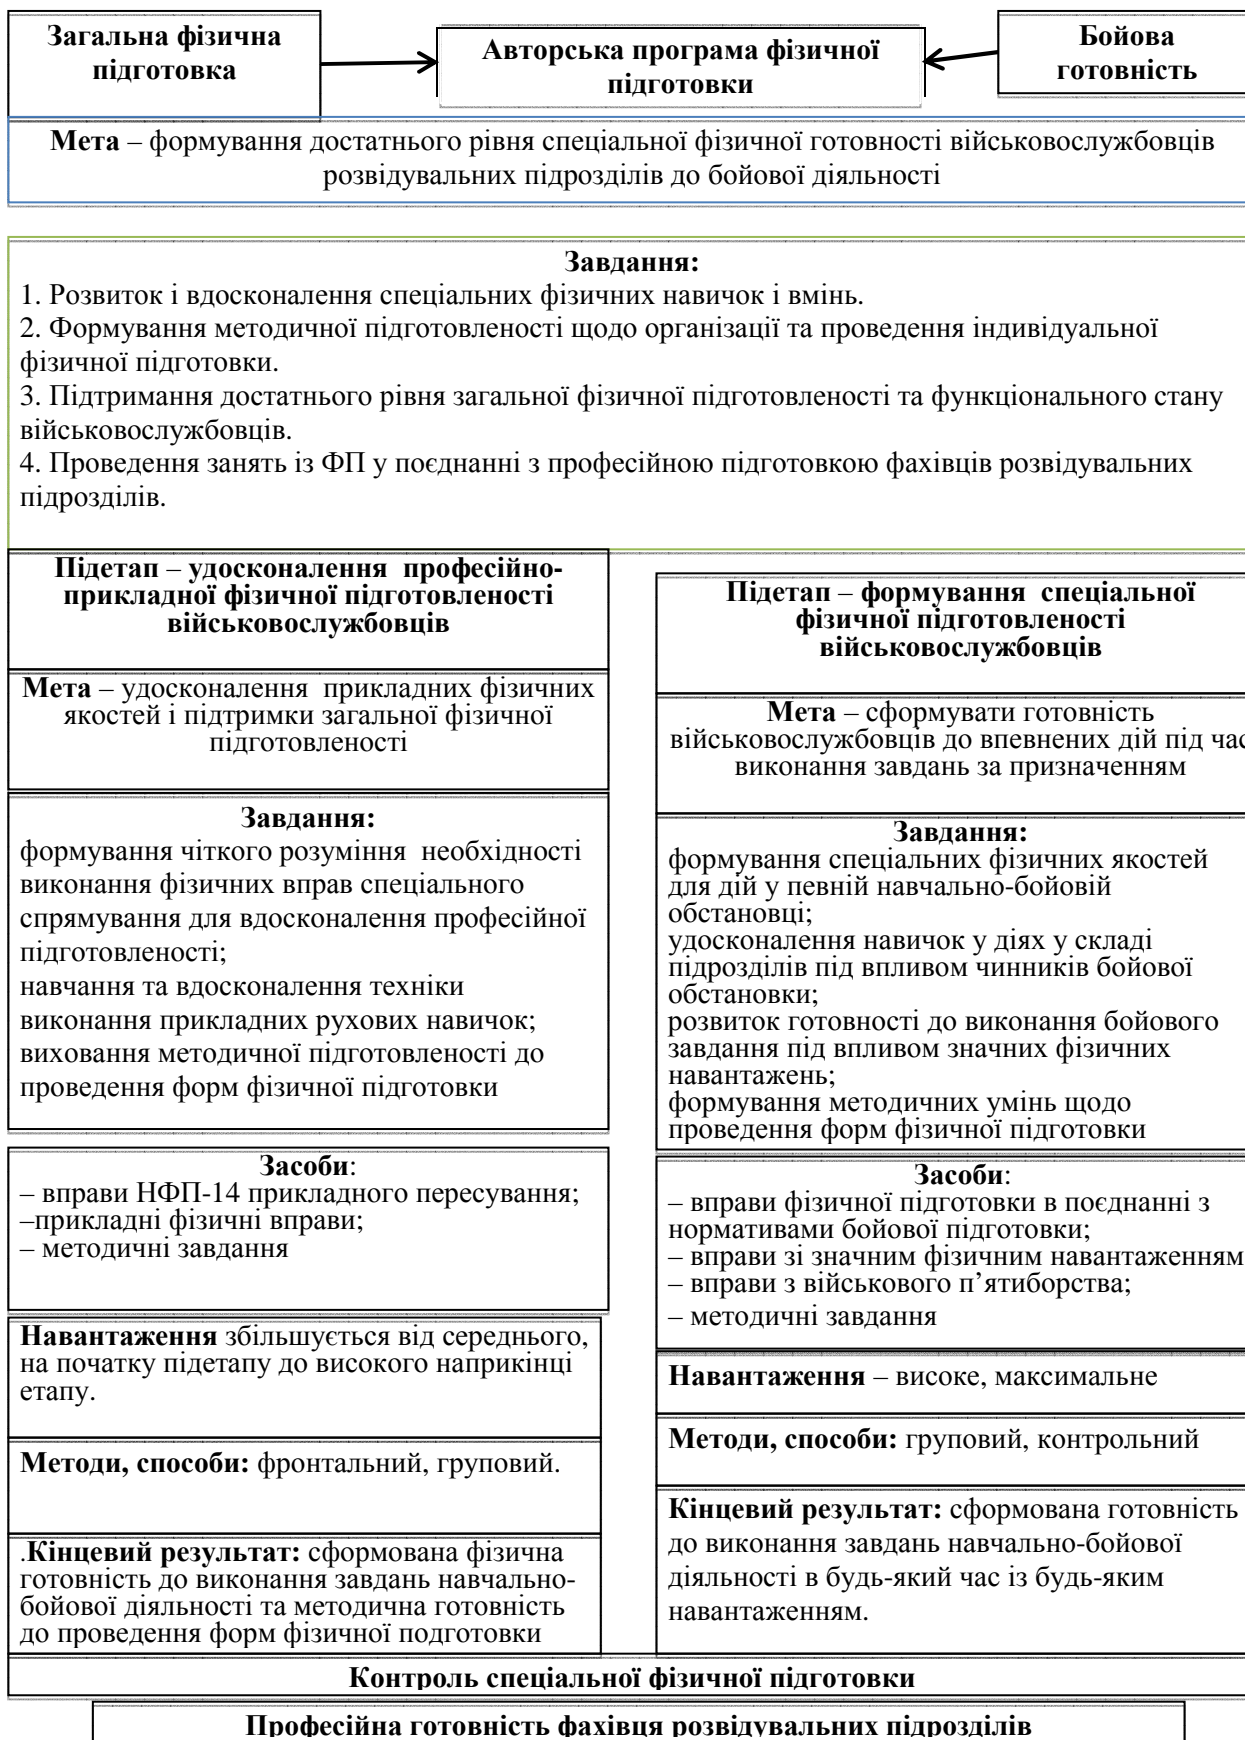 Загальна фізична
підготовка
Авторська програма фізичної
підготовки
Бойова
готовність
Мета – формування достатнього рівня спеціальної фізичної готовності військовослужбовців
розвідувальних підрозділів до бойової діяльності
Завдання:
1. Розвиток і вдосконалення спеціальних фізичних навичок і вмінь.
2. Формування методичної підготовленості щодо організації та проведення індивідуальної
фізичної підготовки.
3. Підтримання достатнього рівня загальної фізичної підготовленості та функціонального стану
військовослужбовців.
4. Проведення занять із ФП у поєднанні з професійною підготовкою фахівців розвідувальних
підрозділів.
Підетап – удосконалення професійно-
прикладної фізичної підготовленості
військовослужбовців
Мета – удосконалення прикладних фізичних
якостей і підтримки загальної фізичної
підготовленості
Завдання:
формування чіткого розуміння необхідності
виконання фізичних вправ спеціального
спрямування для вдосконалення професійної
підготовленості;
навчання та вдосконалення техніки
виконання прикладних рухових навичок;
виховання методичної підготовленості до
проведення форм фізичної підготовки
Засоби:
– вправи НФП-14 прикладного пересування;
–прикладні фізичні вправи;
– методичні завдання
Навантаження збільшується від середнього,
на початку підетапу до високого наприкінці
етапу.
Методи, способи: фронтальний, груповий.
.Кінцевий результат: сформована фізична
готовність до виконання завдань навчально-
бойової діяльності та методична готовність
до проведення форм фізичної подготовки
Підетап – формування спеціальної
фізичної підготовленості
військовослужбовців
Мета – сформувати готовність
військовослужбовців до впевнених дій під час
виконання завдань за призначенням
Завдання:
формування спеціальних фізичних якостей
для дій у певній навчально-бойовій
обстановці;
удосконалення навичок у діях у складі
підрозділів під впливом чинників бойової
обстановки;
розвиток готовності до виконання бойового
завдання під впливом значних фізичних
навантажень;
формування методичних умінь щодо
проведення форм фізичної підготовки
Засоби:
– вправи фізичної підготовки в поєднанні з
нормативами бойової підготовки;
– вправи зі значним фізичним навантаженням
– вправи з військового п’ятиборства;
– методичні завдання
Навантаження – високе, максимальне
Методи, способи: груповий, контрольний
Кінцевий результат: сформована готовність
до виконання завдань навчально-бойової
діяльності в будь-який час із будь-яким
навантаженням.
Контроль спеціальної фізичної підготовки
Професійна готовність фахівця розвідувальних підрозділів